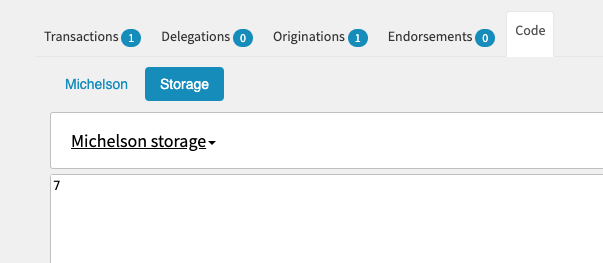 Transactions 1 Delegations 0 Originations 1 Endorsements 0 Code
Michelson Storage
Michelson storage
7